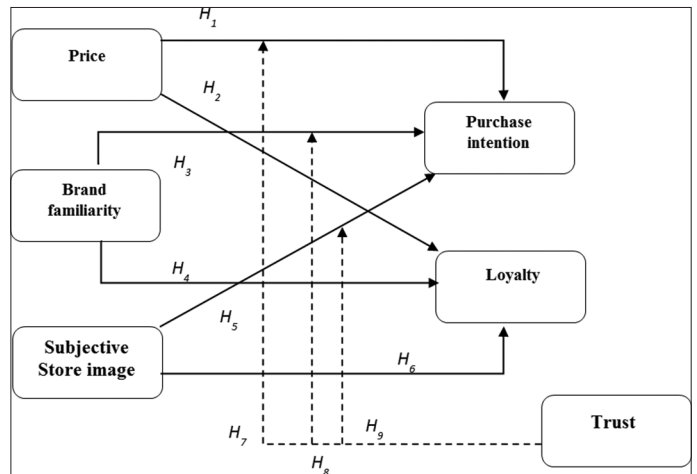 H1
Price
H2
Purchase
intention
H3
Brand
familiarity
H4
Loyalty
H5
Subjective
Store image
H6
Trust
H7
H9
H8